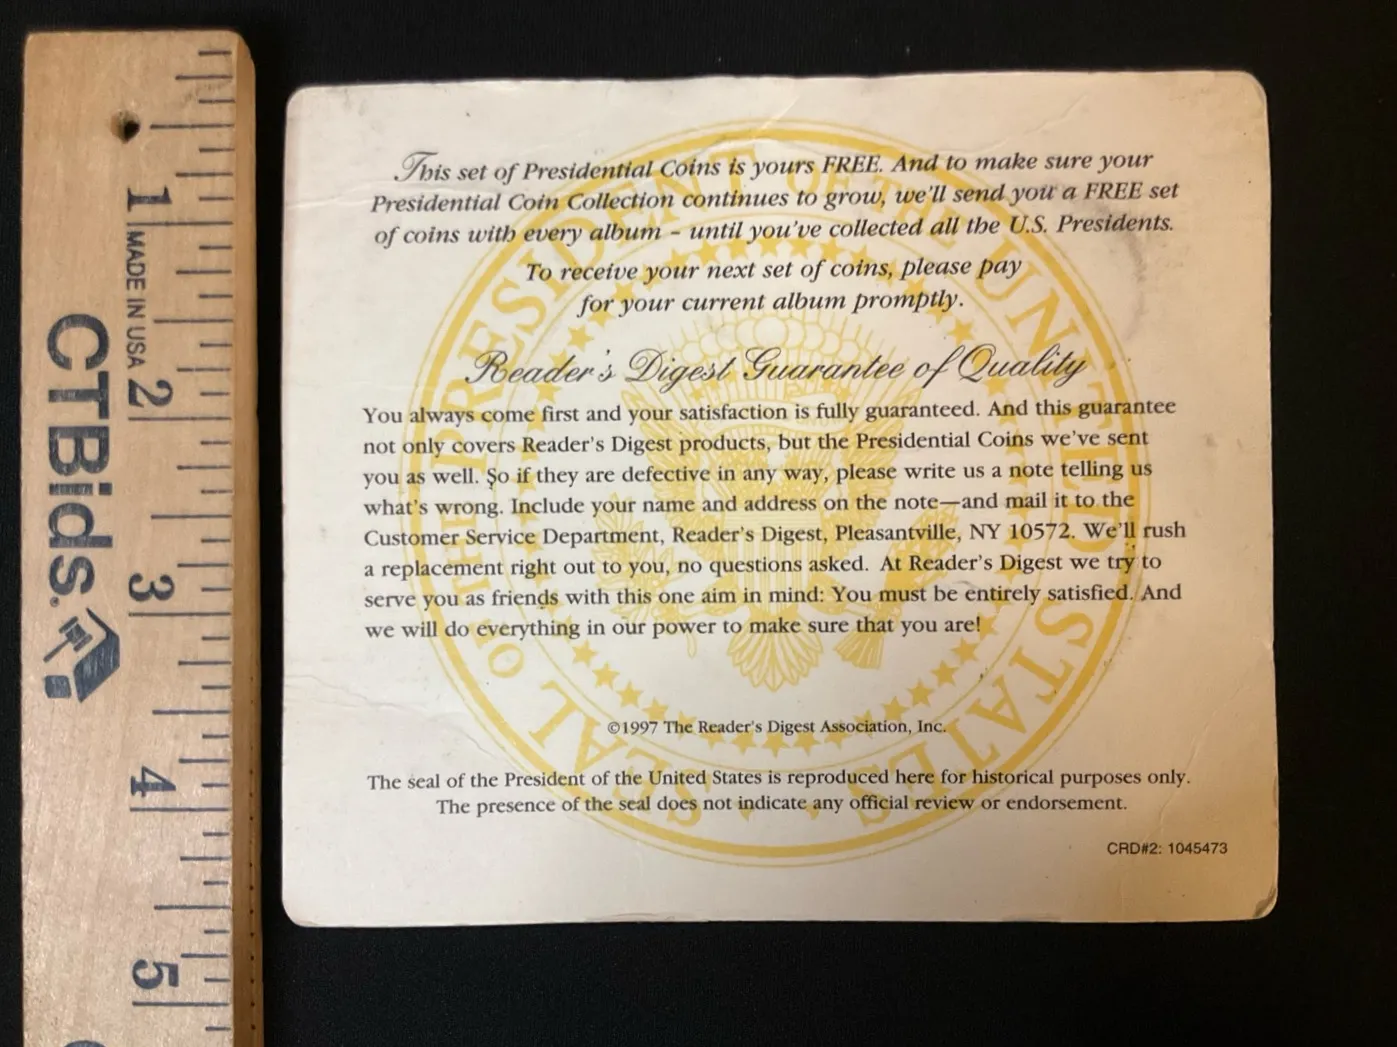 1
MADE IN USA
2
CTBids.
3
4
5
This set of Presidential Coins is yours FREE. And to make sure your
Presidential Coin Collection continues to grow, we'll send you a FREE set
of coins with every album – until you've collected all the U.S. Presidents.
To receive your next set of coins, please pay
for your current album promptly.
Reader's Digest Guarantee of Quality
You always come first and your satisfaction is fully guaranteed. And this guarantee
not only covers Reader's Digest products, but the Presidential Coins we've sent
you as well. So if they are defective in any way, please write us a note telling us
what's wrong. Include your name and address on the note—and mail it to the
Customer Service Department, Reader's Digest, Pleasantville, NY 10572. We'll rush
a replacement right out to you, no questions asked. At Reader's Digest we try to
serve you as friends with this one aim in mind: You must be entirely satisfied. And
we will do everything in our power to make sure that you are!
©1997 The Reader's Digest Association, Inc.
The seal of the President of the United States is reproduced here for historical purposes only.
The presence of the seal does not indicate any official review or endorsement.
CRD#2: 1045473
SEAL OF THE PRESIDENT OF THE UNITED STATES